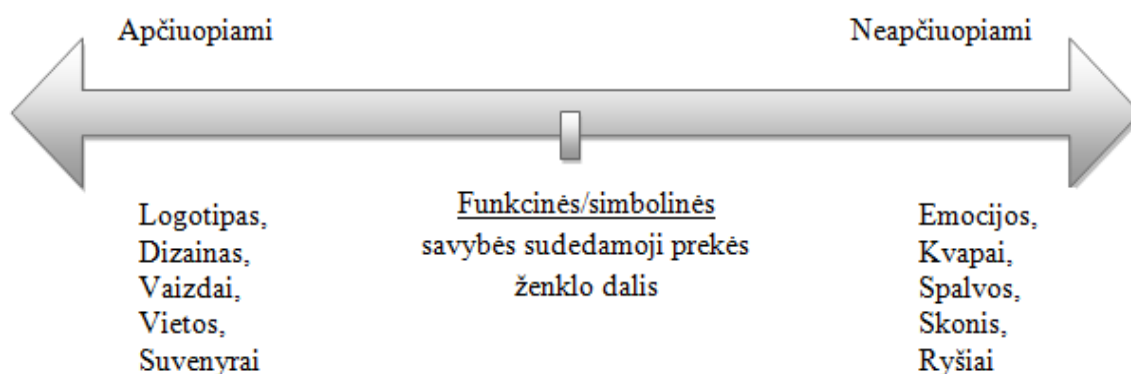 Apčiuopiami
Neapčiuopiami
Logotipas,
Dizainas,
Vaizdai,
Vietos,
Suvenyrai
Funkcinės/simbolinės
savybės sudedamoji prekės
ženklo dalis
Emocijos,
Kvapai,
Spalvos,
Skonis,
Ryšiai